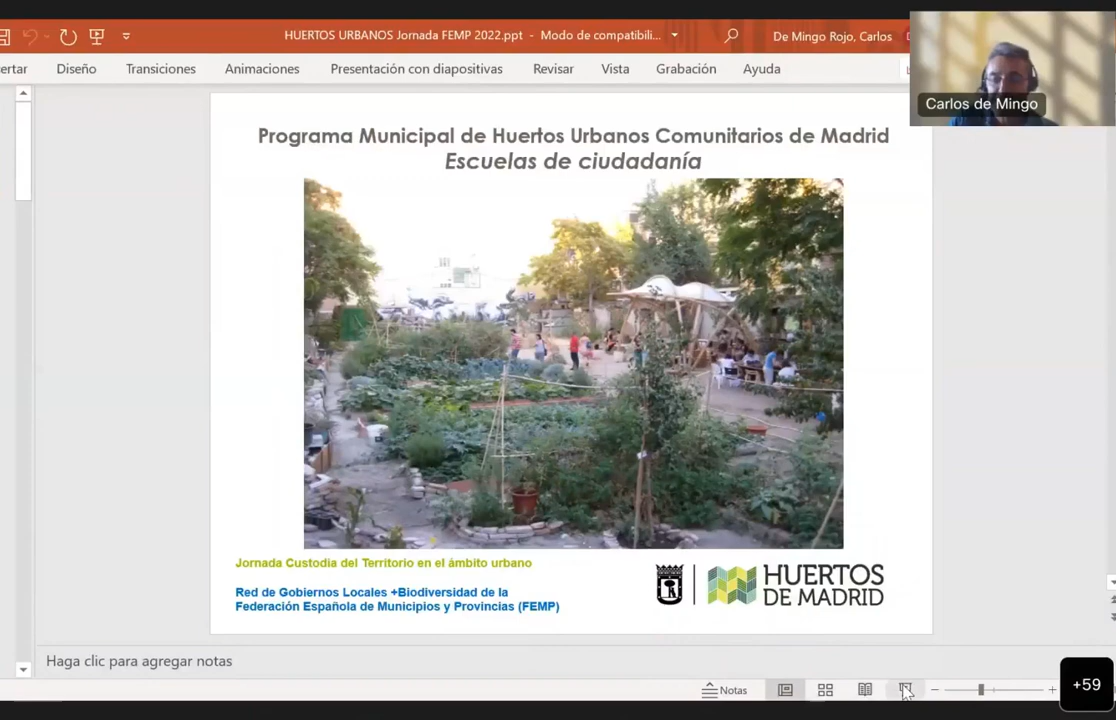 HUERTOS URBANOS Jornada FEMP 2022.ppt - Modo de compatibili...
De Mingo Rojo, Carlos
Diseño Transiciones Animaciones Presentación con diapositivas Revisar Vista Grabación Ayuda
Carlos de Mingo
Programa Municipal de Huertos Urbanos Comunitarios de Madrid
Escuelas de ciudadanía
Jornada Custodia del Territorio en el ámbito urbano
Red de Gobiernos Locales +Biodiversidad de la
Federación Española de Municipios y Provincias (FEMP)
HUERTOS
DE MADRID
Haga clic para agregar notas
Notas
+59